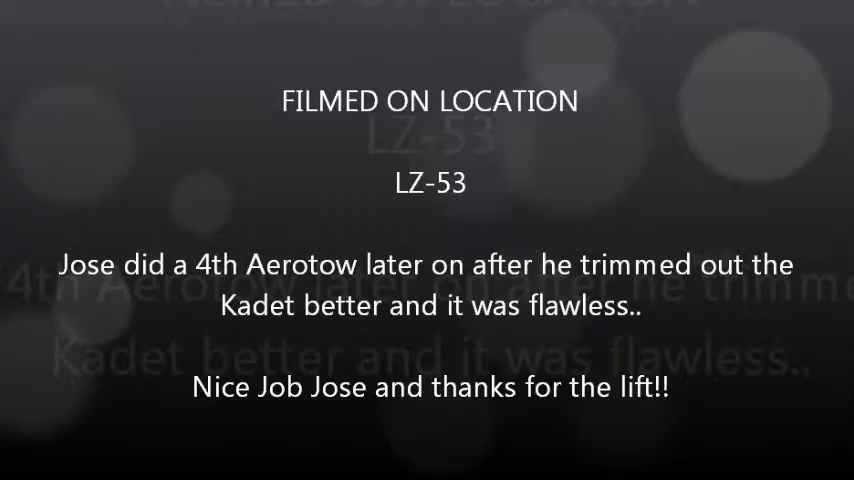 FILMED ON LOCATION
LZ-53
Jose did a 4th Aerotow later on after he trimmed out the
Kadet better and it was flawless..
Nice Job Jose and thanks for the lift!!